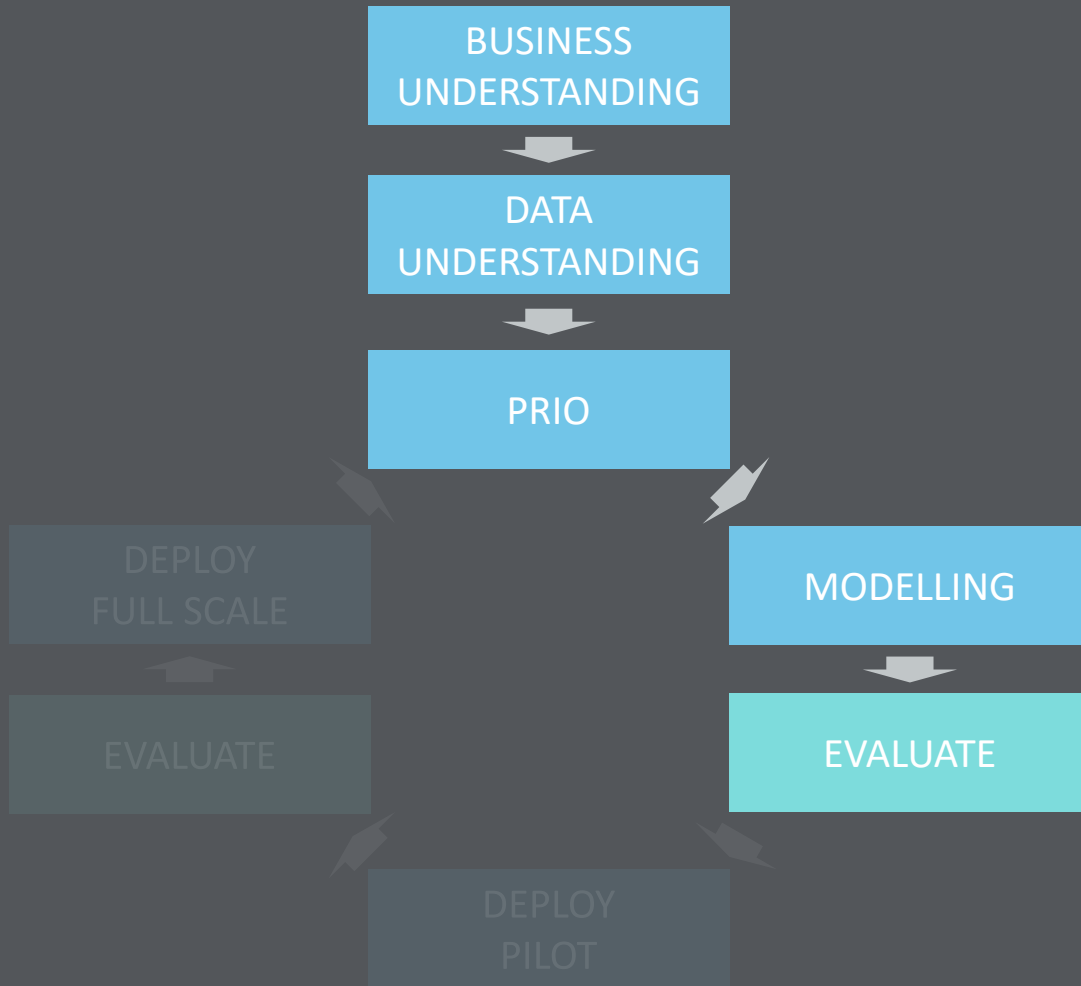 BUSINESS
UNDERSTANDING
DATA
UNDERSTANDING
PRIO
MODELLING
EVALUATE
DEPLOY
PILOT
EVALUATE
DEPLOY
FULL SCALE